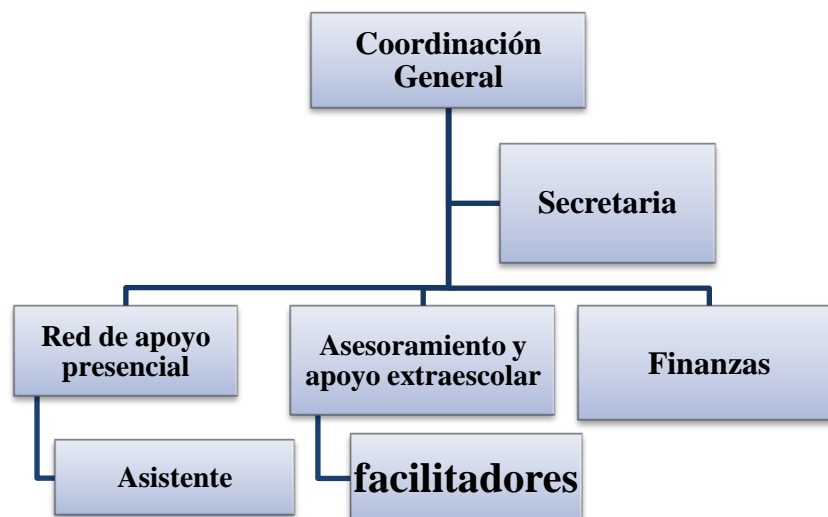 Coordinación
General
Secretaria
Red de apoyo
presencial
Asesoramiento y
apoyo extraescolar
Finanzas
Asistente
facilitadores